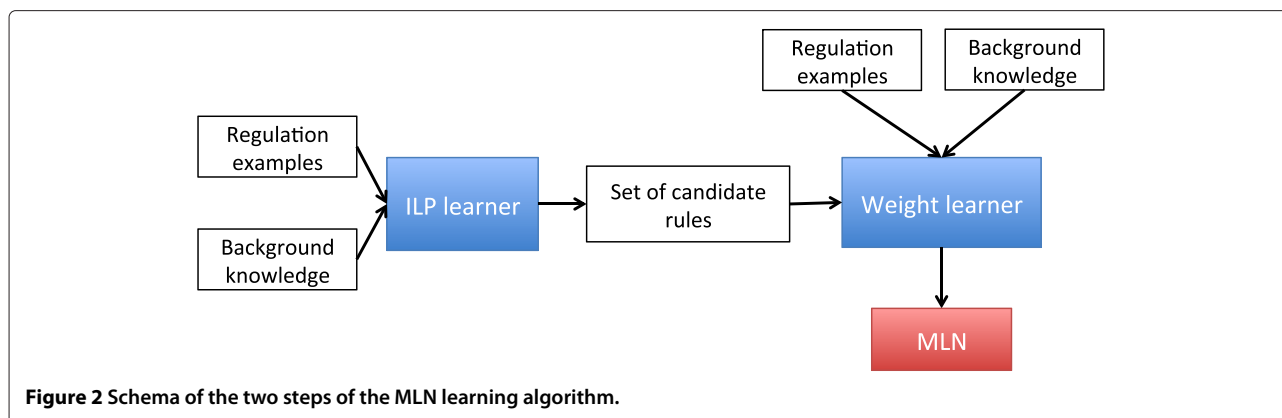 Regulation
examples
Background
knowledge
Regulation
examples
ILP learner
Set of candidate
rules
Weight learner
Background
knowledge
MLN
Figure 2 Schema of the two steps of the MLN learning algorithm.